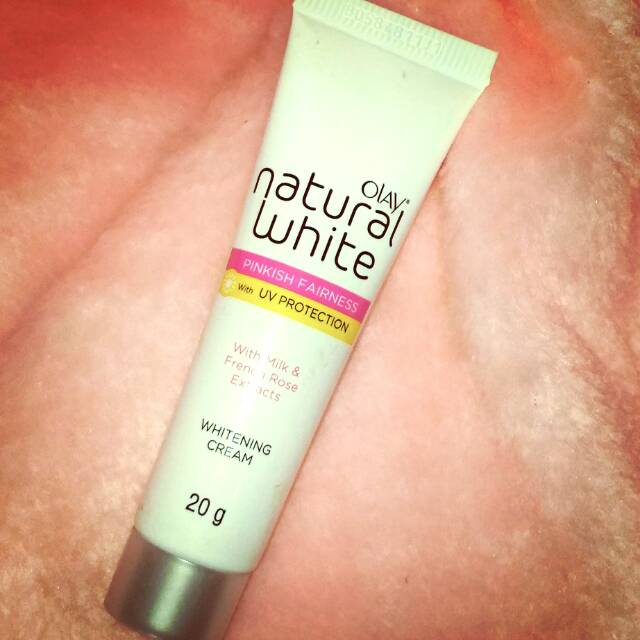 OLAY®
natural
white
PINKISH FAIRNESS
With UV PROTECTION
With Milk &
French Rose
Extracts
WHITENING
CREAM
20 g